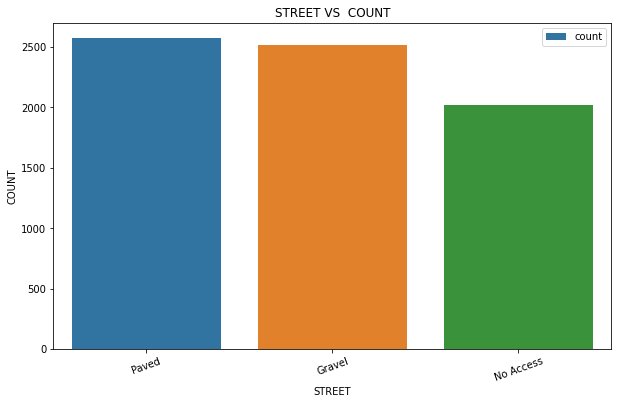 STREET VS  COUNT
count
2500
2000
1500
1000
500
0
COUNT
Paved
Gravel
No Access
STREET